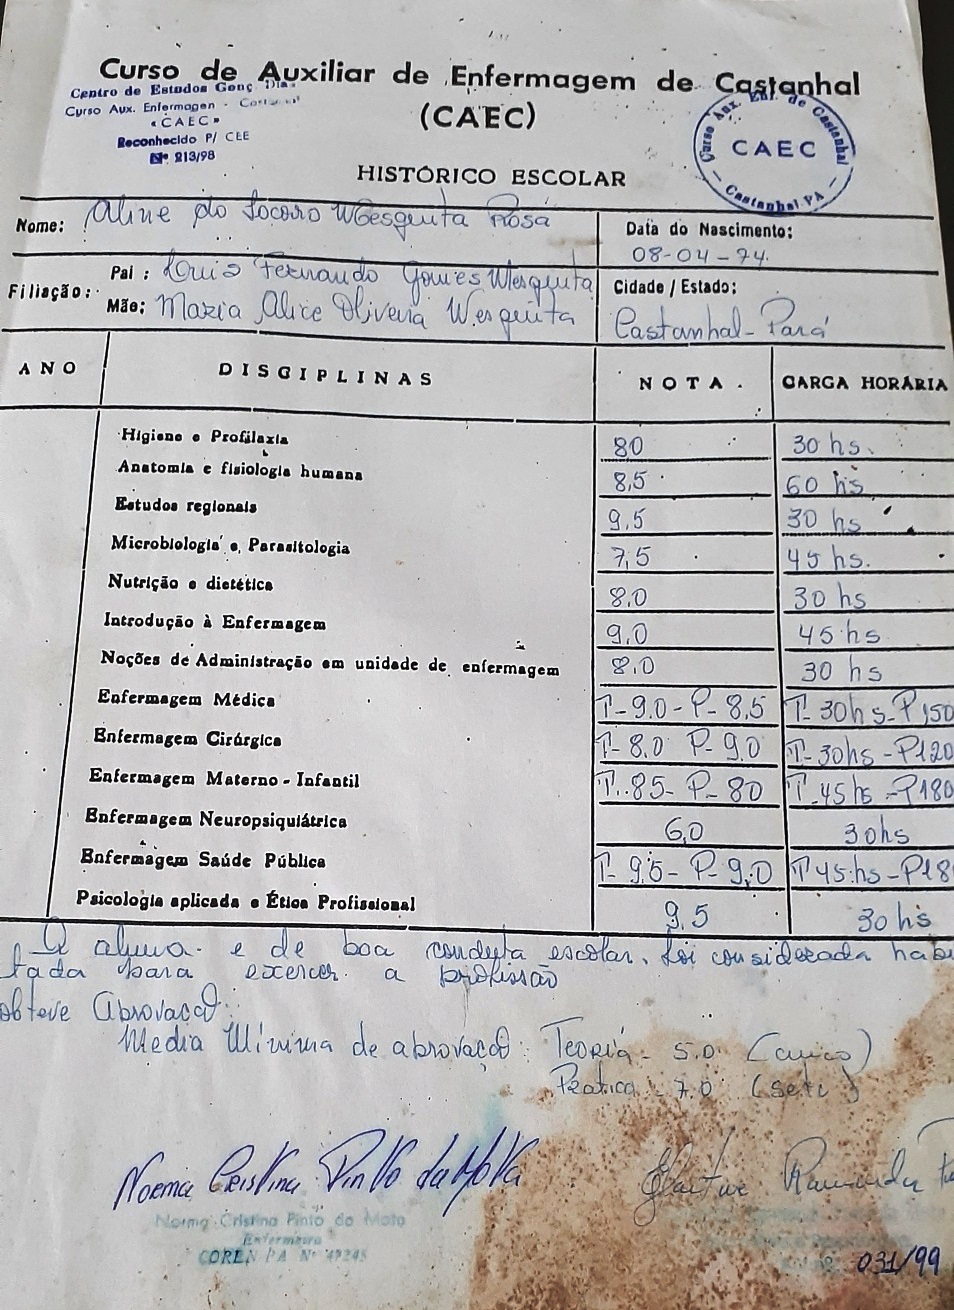 Curso de Auxiliar de Enfermagem de Castanhal
(CAEC)
Centro de Estudos Gonç. Dias
Curso Aux. Enfermagen - Castanhal
«CAEC»
Reconhecido P/ CEE
Nº 213/98
Curso Aux. Enf. de Castanhal
CAEC
- Castanhal PA -
HISTÓRICO ESCOLAR
Nome: Aline do Socoro Mesquita Rosa
Data do Nascimento:
08-04-74.
Filiação:
Pai: Luis Fernando Gomes Mesquita
Mãe: Maria Alice Oliveira Mesquita
Cidade / Estado:
Castanhal-Pará
ANO DISCIPLINAS NOTA. CARGA HORÁRIA
Higiene e Profilaxia 80 30 hs.
Anatomia e fisiologia humana 8,5 60 hs
Estudos regionais 9,5 30 hs
Microbiologia e Parasitologia 7,5 45 hs.
Nutrição e dietética 8.0 30 hs
Introdução à Enfermagem 9,0 45 hs
Noções de Administração em unidade de enfermagem 8.0 30 hs
Enfermagem Médica T-9.0-P-8,5 T-30hs-P150
Enfermagem Cirúrgica T-8.0 P-9.0 T-30hs-P120
Enfermagem Materno-Infantil T.85-P-80 T-45hs-P180
Enfermagem Neuropsiquiátrica 6,0 30hs
Enfermagem Saúde Pública T-9.5-P-9,0 T45hs-P18
Psicologia aplicada e Ética Profissional 9,5 30 hs
A aluna e de boa conduta escolar, foi considerada habi
tada para exercer a profissão
obteve Aprovação:
Media Minima de aprovação: Teoria - 5.0 (cinco)
Pratica - 7.0 (sete)
Norma Cristina Pinto da Mota
Raimunda
Norma Cristina Pinto da Mota
Enfermeira
COREN PA Nº 49245
031/99